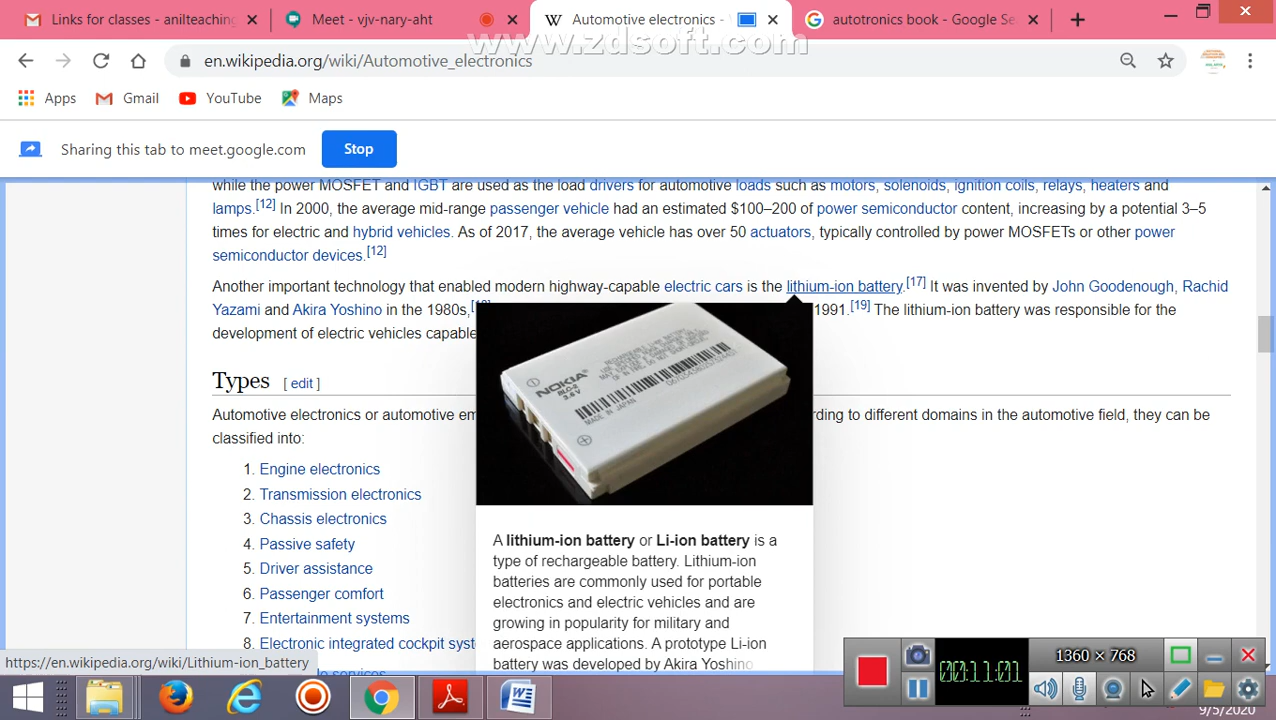 Links for classes - anilteaching
Meet - vjv-nary-aht
Automotive electronics -
autotronics book - Google Se
www.zdsoft.com
en.wikipedia.org/wiki/Automotive_electronics
Apps
Gmail
YouTube
Maps
Sharing this tab to meet.google.com
Stop
while the power MOSFET and IGBT are used as the load drivers for automotive loads such as motors, solenoids, ignition coils, relays, heaters and
lamps.[12] In 2000, the average mid-range passenger vehicle had an estimated $100–200 of power semiconductor content, increasing by a potential 3–5
times for electric and hybrid vehicles. As of 2017, the average vehicle has over 50 actuators, typically controlled by power MOSFETs or other power
semiconductor devices.[12]
Another important technology that enabled modern highway-capable electric cars is the lithium-ion battery.[17] It was invented by John Goodenough, Rachid
Yazami and Akira Yoshino in the 1980s, 1991.[19] The lithium-ion battery was responsible for the
development of electric vehicles capable
NOKIA
BLC-2
3.6 V
MADE IN JAPAN
Types [ edit ]
Automotive electronics or automotive em rding to different domains in the automotive field, they can be
classified into:
1. Engine electronics
2. Transmission electronics
3. Chassis electronics
4. Passive safety
5. Driver assistance
6. Passenger comfort
7. Entertainment systems
8. Electronic integrated cockpit syste
A lithium-ion battery or Li-ion battery is a
type of rechargeable battery. Lithium-ion
batteries are commonly used for portable
electronics and electric vehicles and are
growing in popularity for military and
aerospace applications. A prototype Li-ion
battery was developed by Akira Yoshino
https://en.wikipedia.org/wiki/Lithium-ion_battery
services
00:11:01
1360 × 768
9/5/2020